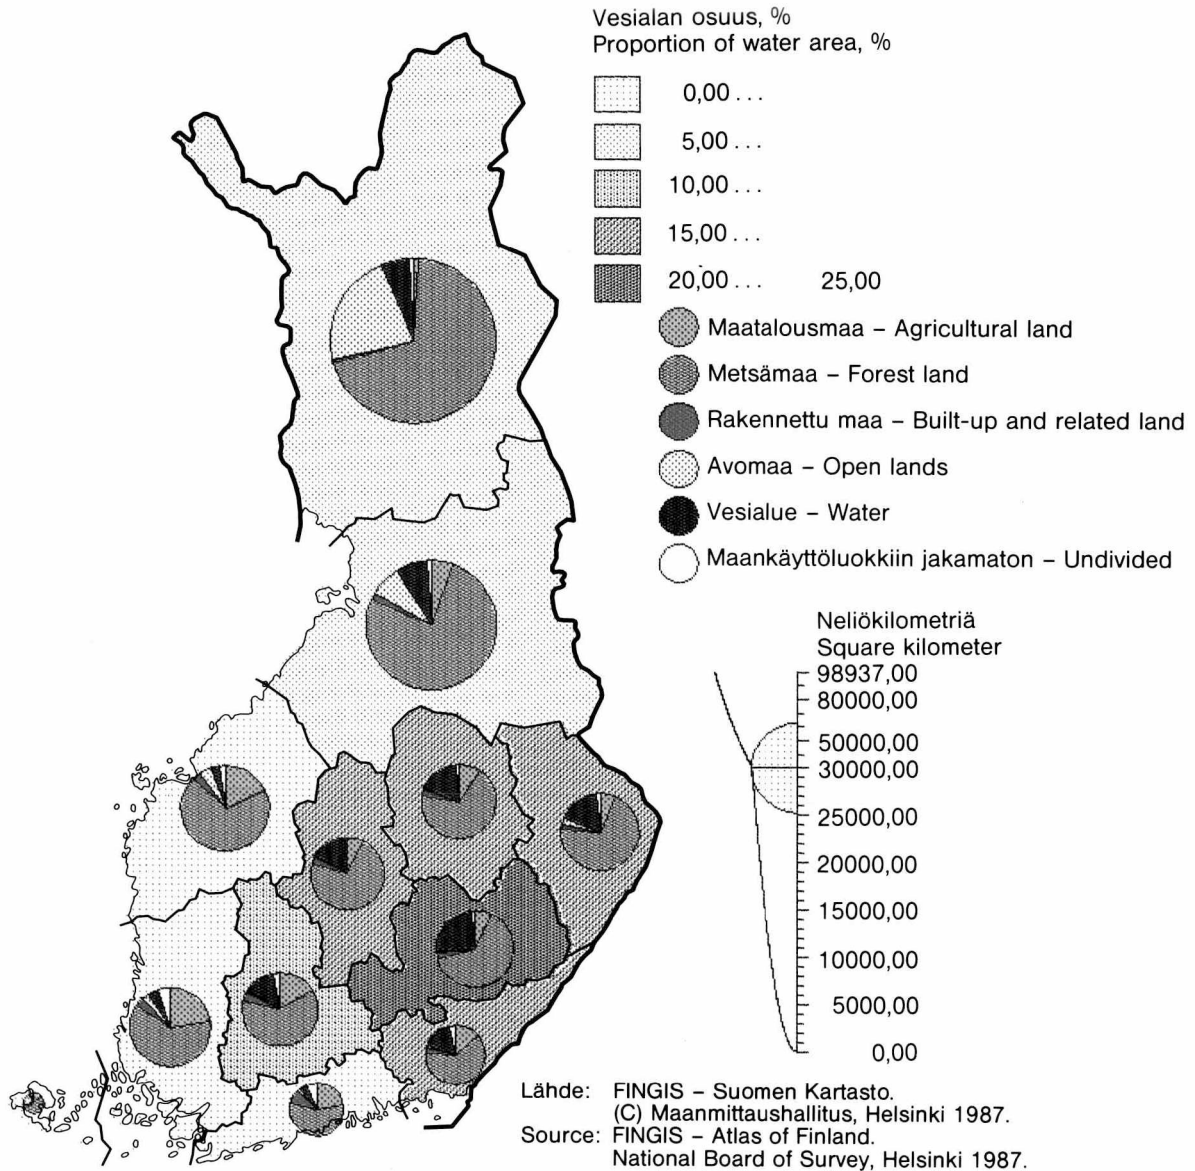 Vesialan osuus, %
Proportion of water area, %
0,00 ...
5,00 ...
10,00 ...
15,00 ...
20,00 ... 25,00
Maatalousmaa – Agricultural land
Metsämaa – Forest land
Rakennettu maa – Built-up and related land
Avomaa – Open lands
Vesialue – Water
Maankäyttöluokkiin jakamaton – Undivided
Neliökilometriä
Square kilometer
98937,00
80000,00
50000,00
30000,00
25000,00
20000,00
15000,00
10000,00
5000,00
0,00
Lähde: FINGIS – Suomen Kartasto.
(C) Maanmittaushallitus, Helsinki 1987.
Source: FINGIS – Atlas of Finland.
National Board of Survey, Helsinki 1987.